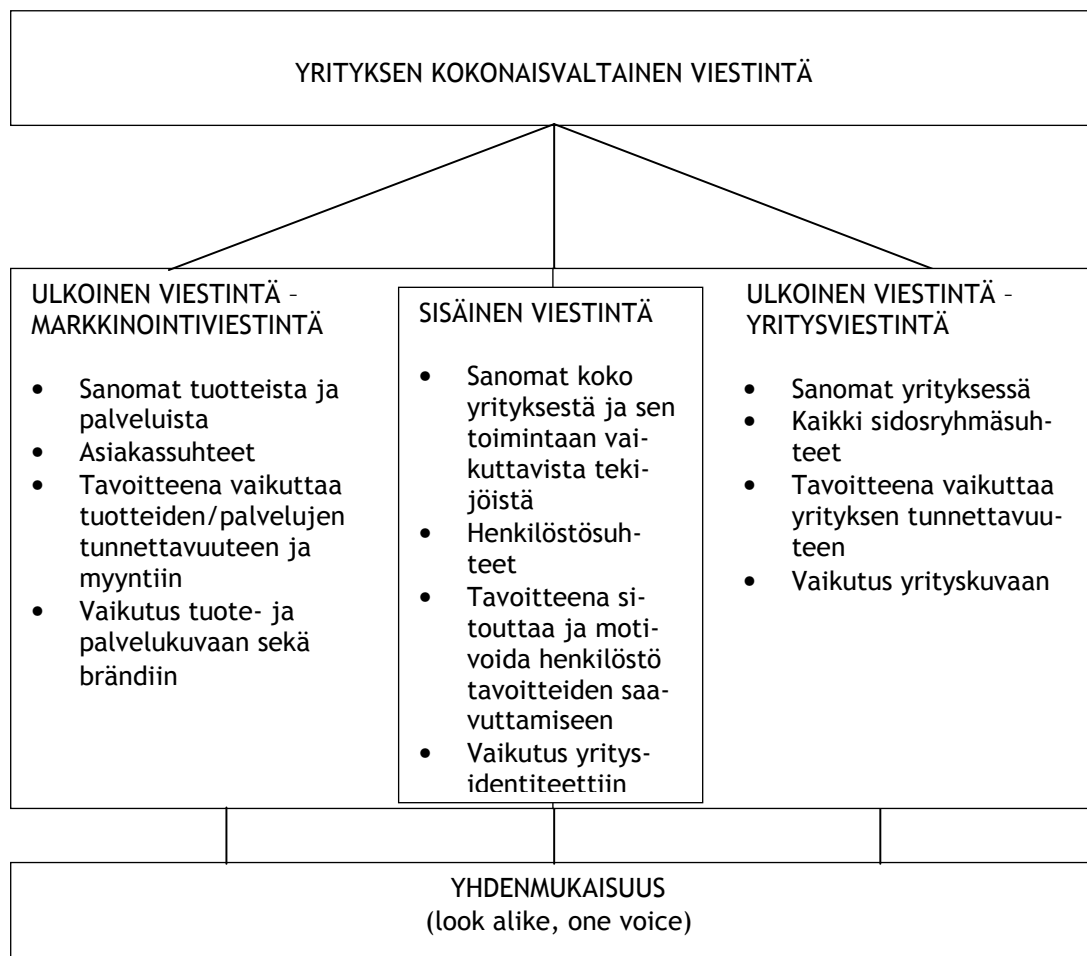 YRITYKSEN KOKONAISVALTAINEN VIESTINTÄ
ULKOINEN VIESTINTÄ –
MARKKINOINTIVIESTINTÄ
• Sanomat tuotteista ja
palveluista
• Asiakassuhteet
• Tavoitteena vaikuttaa
tuotteiden/palvelujen
tunnettavuuteen ja
myyntiin
• Vaikutus tuote- ja
palvelukuvaan sekä
brändiin
SISÄINEN VIESTINTÄ
• Sanomat koko
yrityksestä ja sen
toimintaan vai-
kuttavista teki-
jöistä
• Henkilöstösuh-
teet
• Tavoitteena si-
touttaa ja moti-
voida henkilöstö
tavoitteiden saa-
vuttamiseen
• Vaikutus yritys-
identiteettiin
ULKOINEN VIESTINTÄ –
YRITYSVIESTINTÄ
• Sanomat yrityksessä
• Kaikki sidosryhmäsuh-
teet
• Tavoitteena vaikuttaa
yrityksen tunnettavuu-
teen
• Vaikutus yrityskuvaan
YHDENMUKAISUUS
(look alike, one voice)